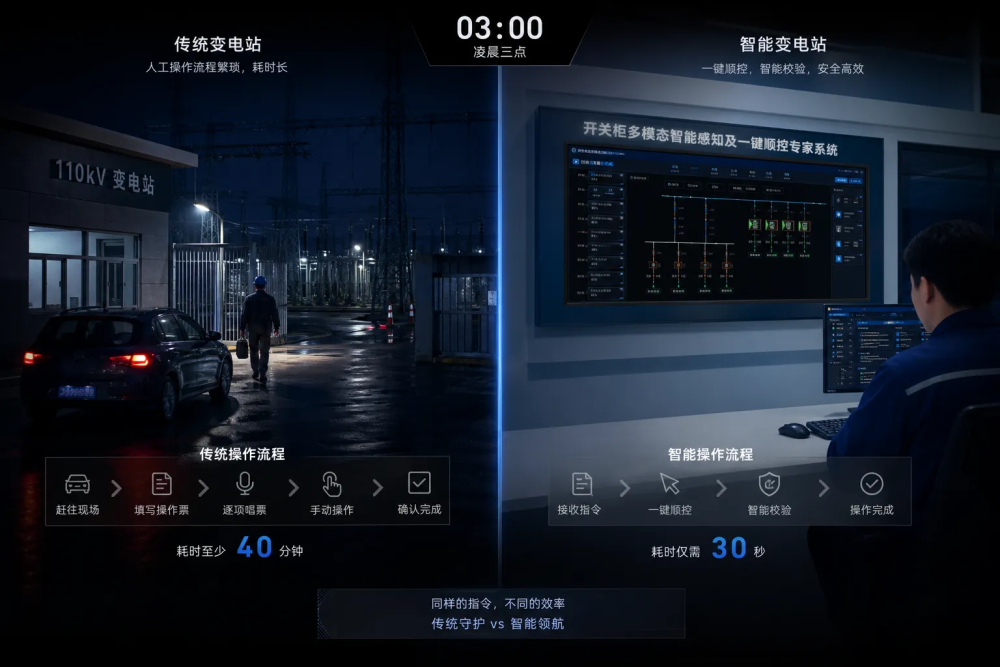 03:00
凌晨三点
传统变电站
人工操作流程繁琐，耗时长
110kV 变电站
传统操作流程
赶往现场
填写操作票
逐项唱票
手动操作
确认完成
耗时至少 40 分钟
智能变电站
一键顺控，智能校验，安全高效
开关柜多模态智能感知及一键顺控专家系统
智能操作流程
接收指令
一键顺控
智能校验
操作完成
耗时仅需 30 秒
同样的指令，不同的效率
传统守护 vs 智能领航